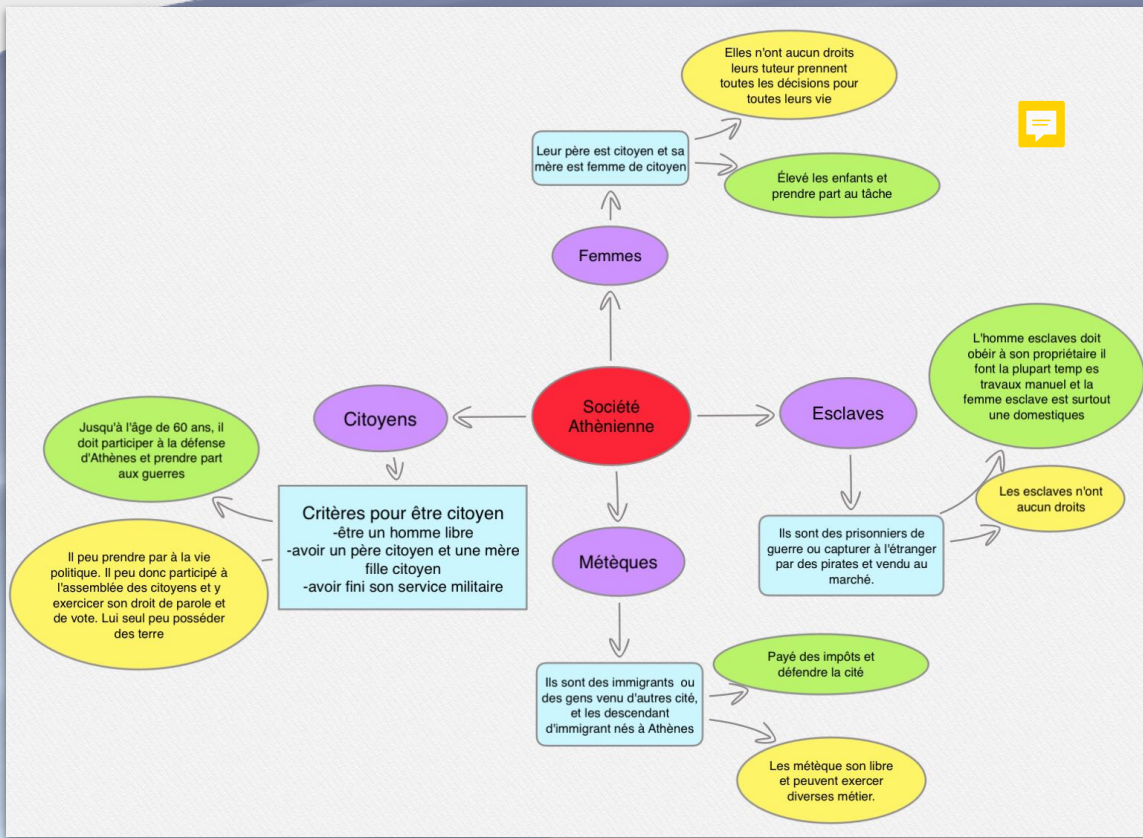 Elles n'ont aucun droits
leurs tuteur prennent
toutes les décisions pour
toutes leurs vie
Leur père est citoyen et sa
mère est femme de citoyen
Élevé les enfants et
prendre part au tâche
Femmes
L'homme esclaves doit
obéir à son propriétaire il
font la plupart temp es
travaux manuel et la
femme esclave est surtout
une domestiques
Société
Athènienne
Citoyens
Esclaves
Jusqu'à l'âge de 60 ans, il
doit participer à la défense
d'Athènes et prendre part
aux guerres
Les esclaves n'ont
aucun droits
Critères pour être citoyen
-être un homme libre
-avoir un père citoyen et une mère
fille citoyen
-avoir fini son service militaire
Ils sont des prisonniers de
guerre ou capturer à l'étranger
par des pirates et vendu au
marché.
Métèques
Il peu prendre par à la vie
politique. Il peu donc participé à
l'assemblée des citoyens et y
exercicer son droit de parole et
de vote. Lui seul peu posséder
des terre
Payé des impôts et
défendre la cité
Ils sont des immigrants ou
des gens venu d'autres cité,
et les descendant
d'immigrant nés à Athènes
Les métèque son libre
et peuvent exercer
diverses métier.